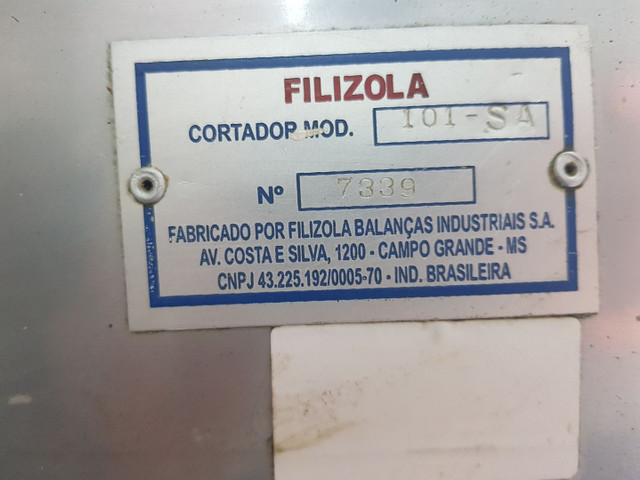 FILIZOLA
CORTADOR MOD. 101-SA
Nº 7339
FABRICADO POR FILIZOLA BALANÇAS INDUSTRIAIS S.A.
AV. COSTA E SILVA, 1200 - CAMPO GRANDE - MS
CNPJ 43.225.192/0005-70 - IND. BRASILEIRA